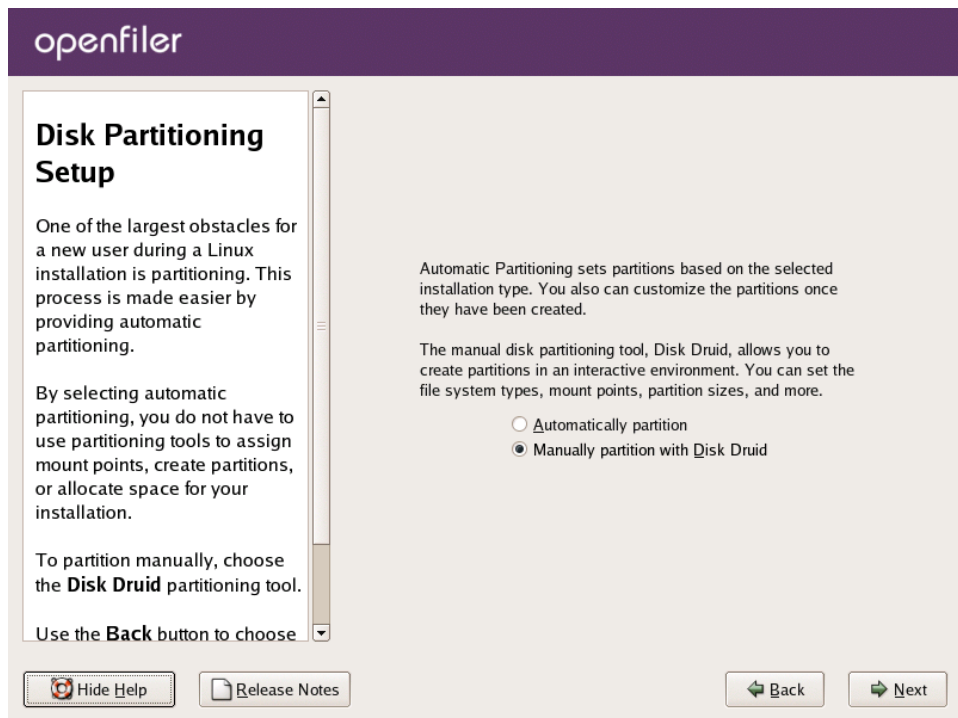 openfiler
Disk Partitioning
Setup
One of the largest obstacles for
a new user during a Linux
installation is partitioning. This
process is made easier by
providing automatic
partitioning.
By selecting automatic
partitioning, you do not have to
use partitioning tools to assign
mount points, create partitions,
or allocate space for your
installation.
To partition manually, choose
the Disk Druid partitioning tool.
Use the Back button to choose
Automatic Partitioning sets partitions based on the selected
installation type. You also can customize the partitions once
they have been created.
The manual disk partitioning tool, Disk Druid, allows you to
create partitions in an interactive environment. You can set the
file system types, mount points, partition sizes, and more.
Automatically partition
Manually partition with Disk Druid
Hide Help
Release Notes
Back
Next